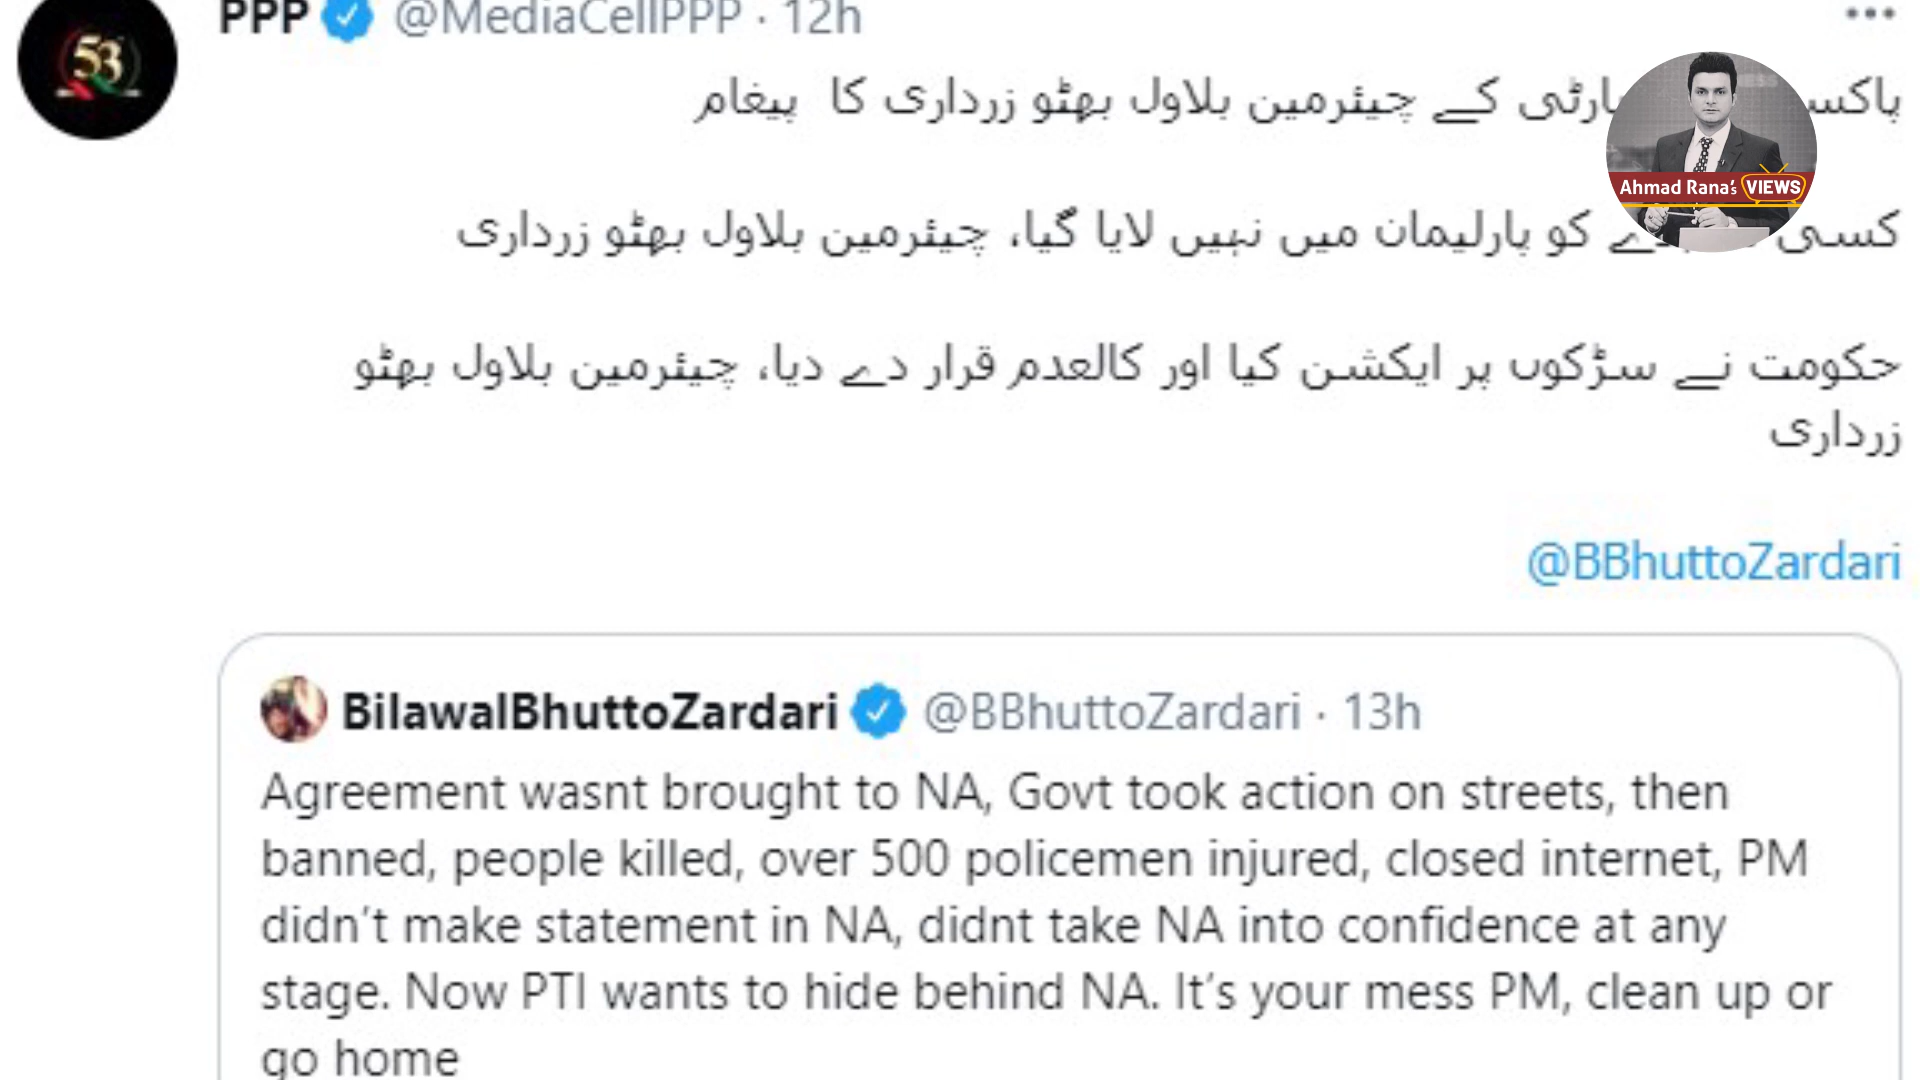 PPP @MediaCellPPP · 12h
53
کے چیئرمین بلاول بھٹو زرداری کا پیغام
Ahmad Rana's VIEWS
کسی کو پارلیمان میں نہیں لایا گیا، چیئرمین بلاول بھٹو زرداری
حکومت نے سڑکوں پر ایکشن کیا اور کالعدم قرار دے دیا، چیئرمین بلاول بھٹو
زرداری
@BBhuttoZardari
BilawalBhuttoZardari @BBhuttoZardari · 13h
Agreement wasnt brought to NA, Govt took action on streets, then
banned, people killed, over 500 policemen injured, closed internet, PM
didn't make statement in NA, didnt take NA into confidence at any
stage. Now PTI wants to hide behind NA. It's your mess PM, clean up or
go home